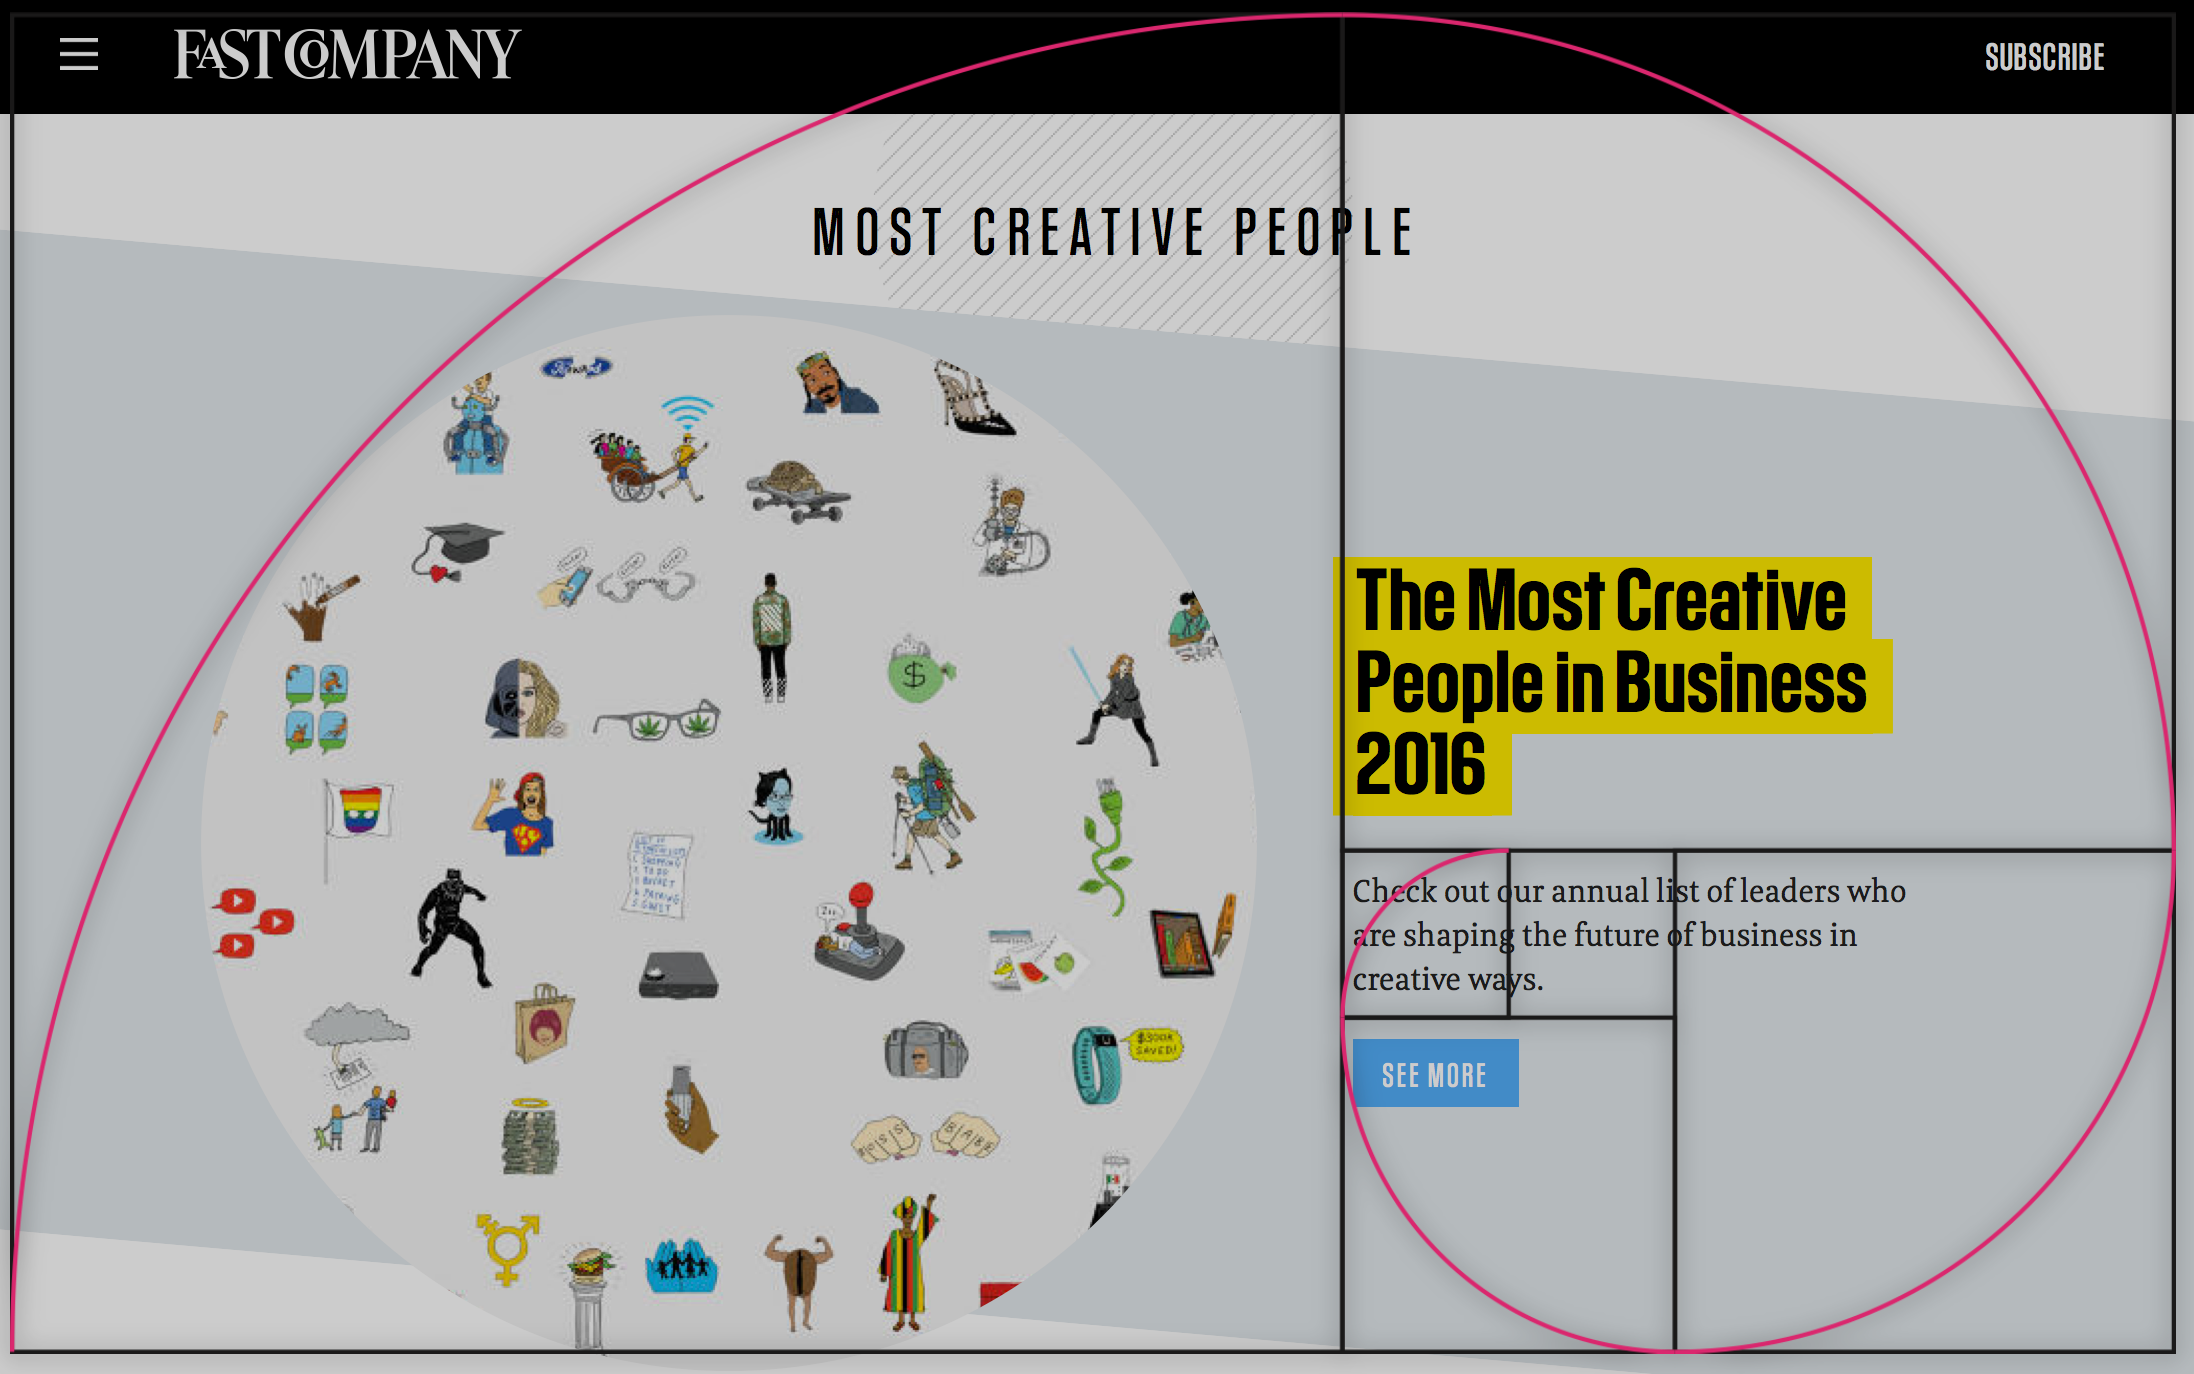 FAST COMPANY
SUBSCRIBE
MOST CREATIVE PEOPLE
The Most Creative
People in Business
2016
Check out our annual list of leaders who
are shaping the future of business in
creative ways.
SEE MORE
$
$300K
SAVED!